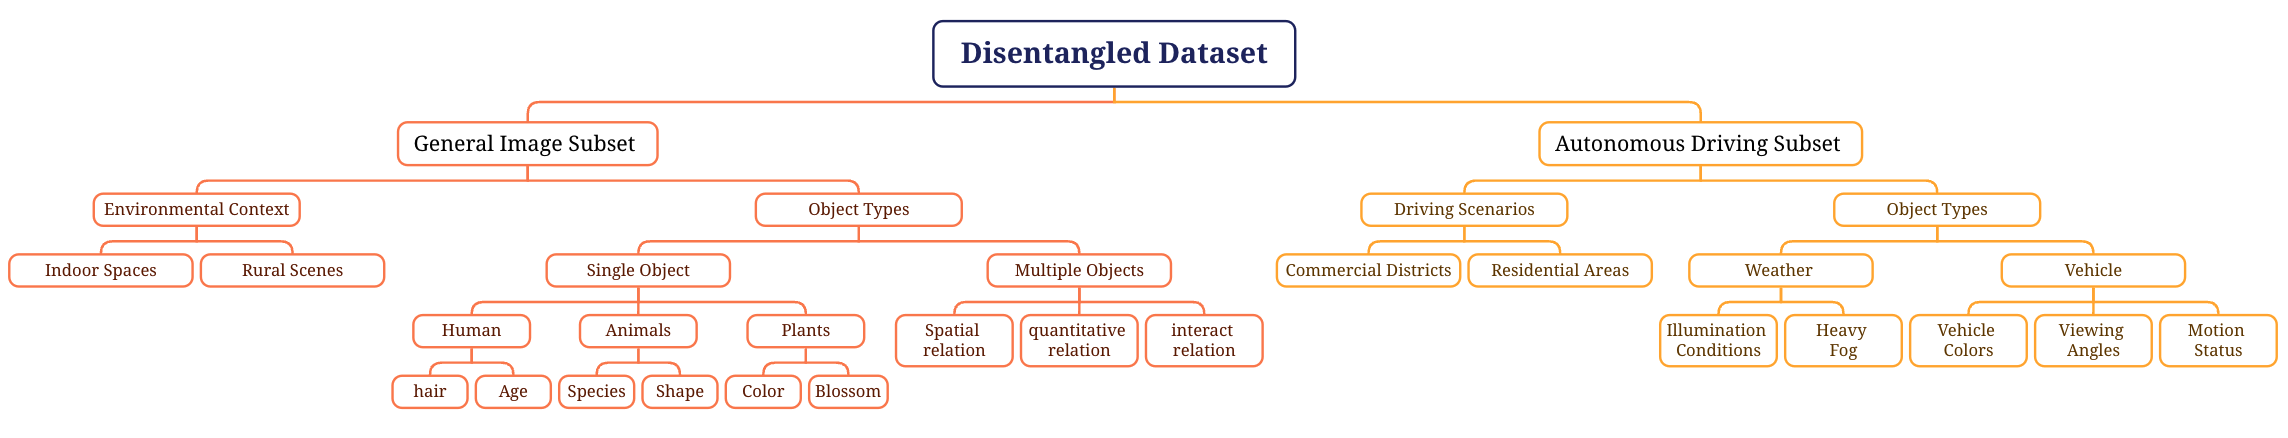 Disentangled Dataset
General Image Subset
Autonomous Driving Subset
Environmental Context
Object Types
Driving Scenarios
Object Types
Indoor Spaces
Rural Scenes
Single Object
Multiple Objects
Commercial Districts
Residential Areas
Weather
Vehicle
Human
Animals
Plants
Spatial
relation
quantitative
relation
interact
relation
Illumination
Conditions
Heavy
Fog
Vehicle
Colors
Viewing
Angles
Motion
Status
hair
Age
Species
Shape
Color
Blossom